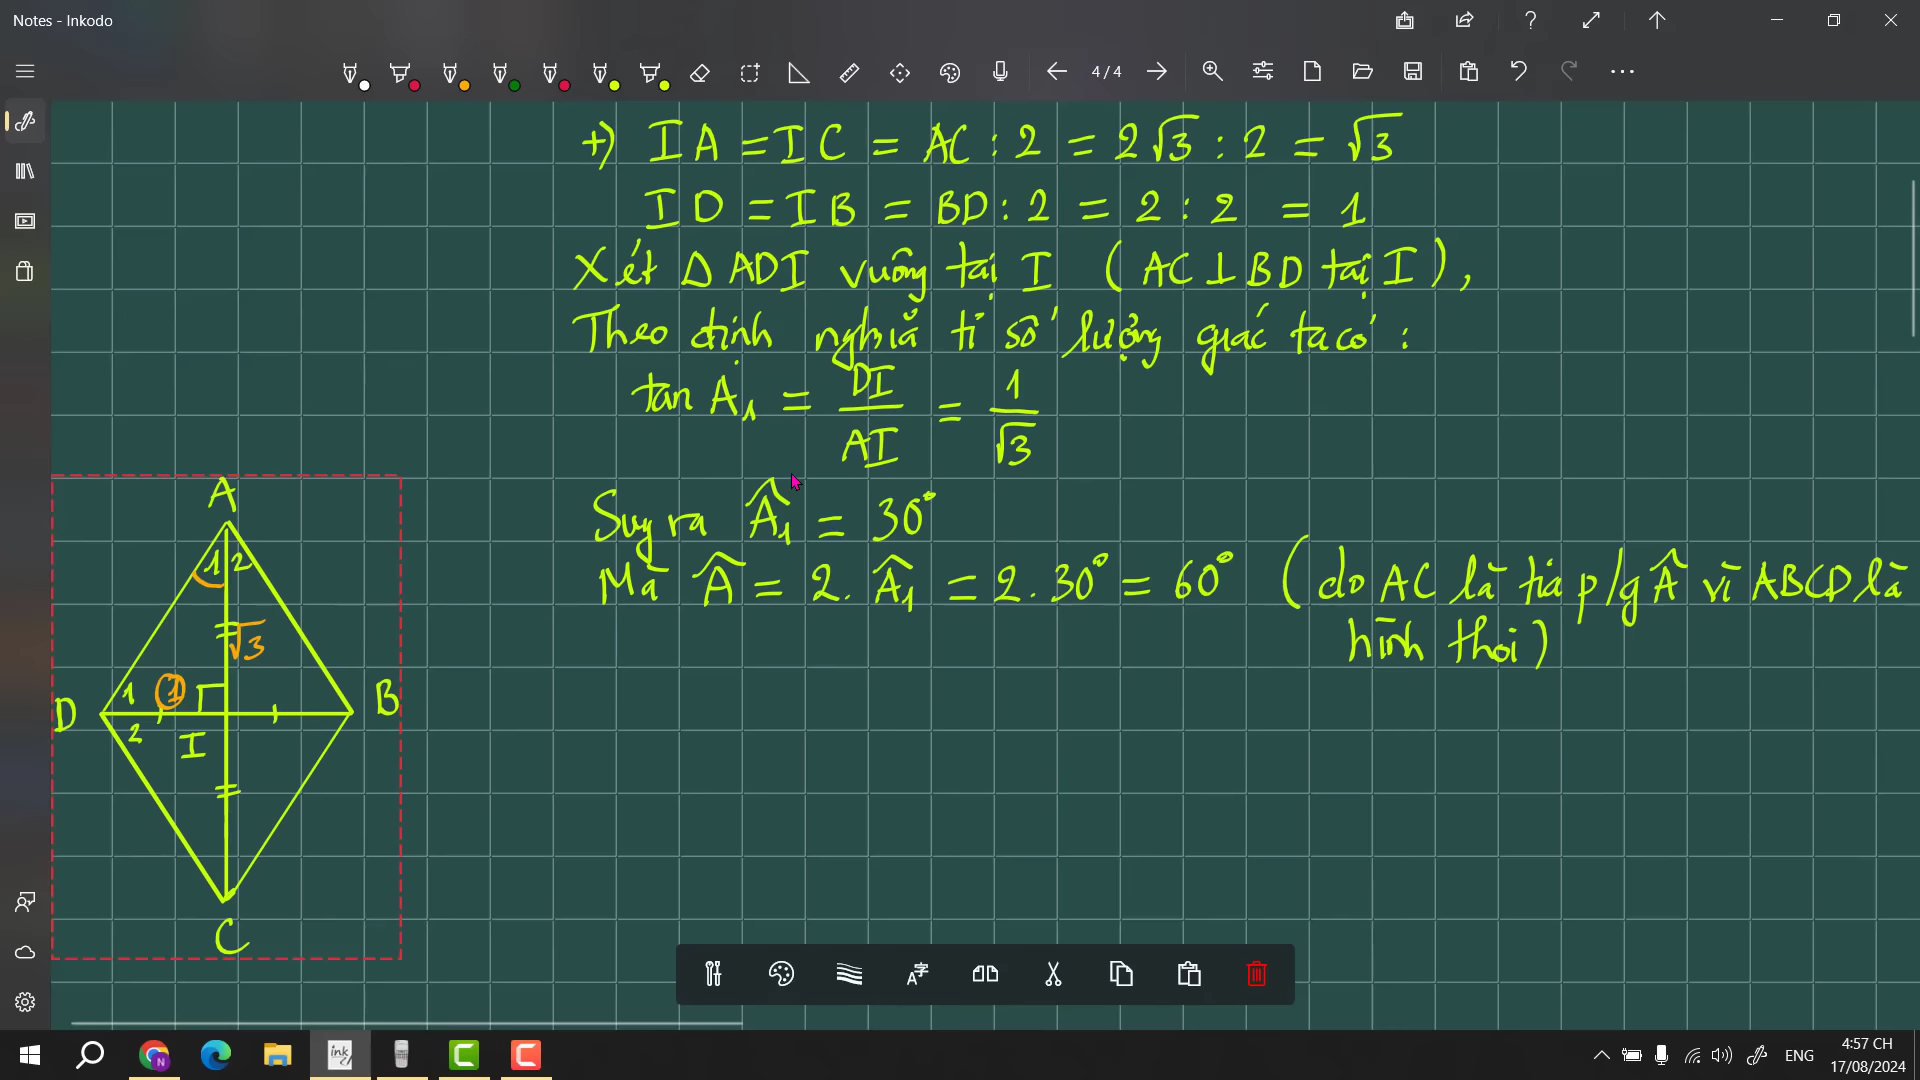 Notes - Inkodo
4 / 4
+) IA = IC = AC : 2 = 2√3 : 2 = √3
ID = IB = BD : 2 = 2 : 2 = 1
Xét Δ ADI vuông tại I ( AC ⊥ BD tại I ),
Theo định nghiã tỉ số lượng giác ta có :
tan A₁ = DI/AI = 1/√3
Suy ra Â₁ = 30°
Mà Â = 2. Â₁ = 2. 30° = 60° ( do AC là tia p/g Â vì ABCD là
hình thoi )
A
1 2
√3
1 1
D B
2 I
C
ENG
4:57 CH
17/08/2024